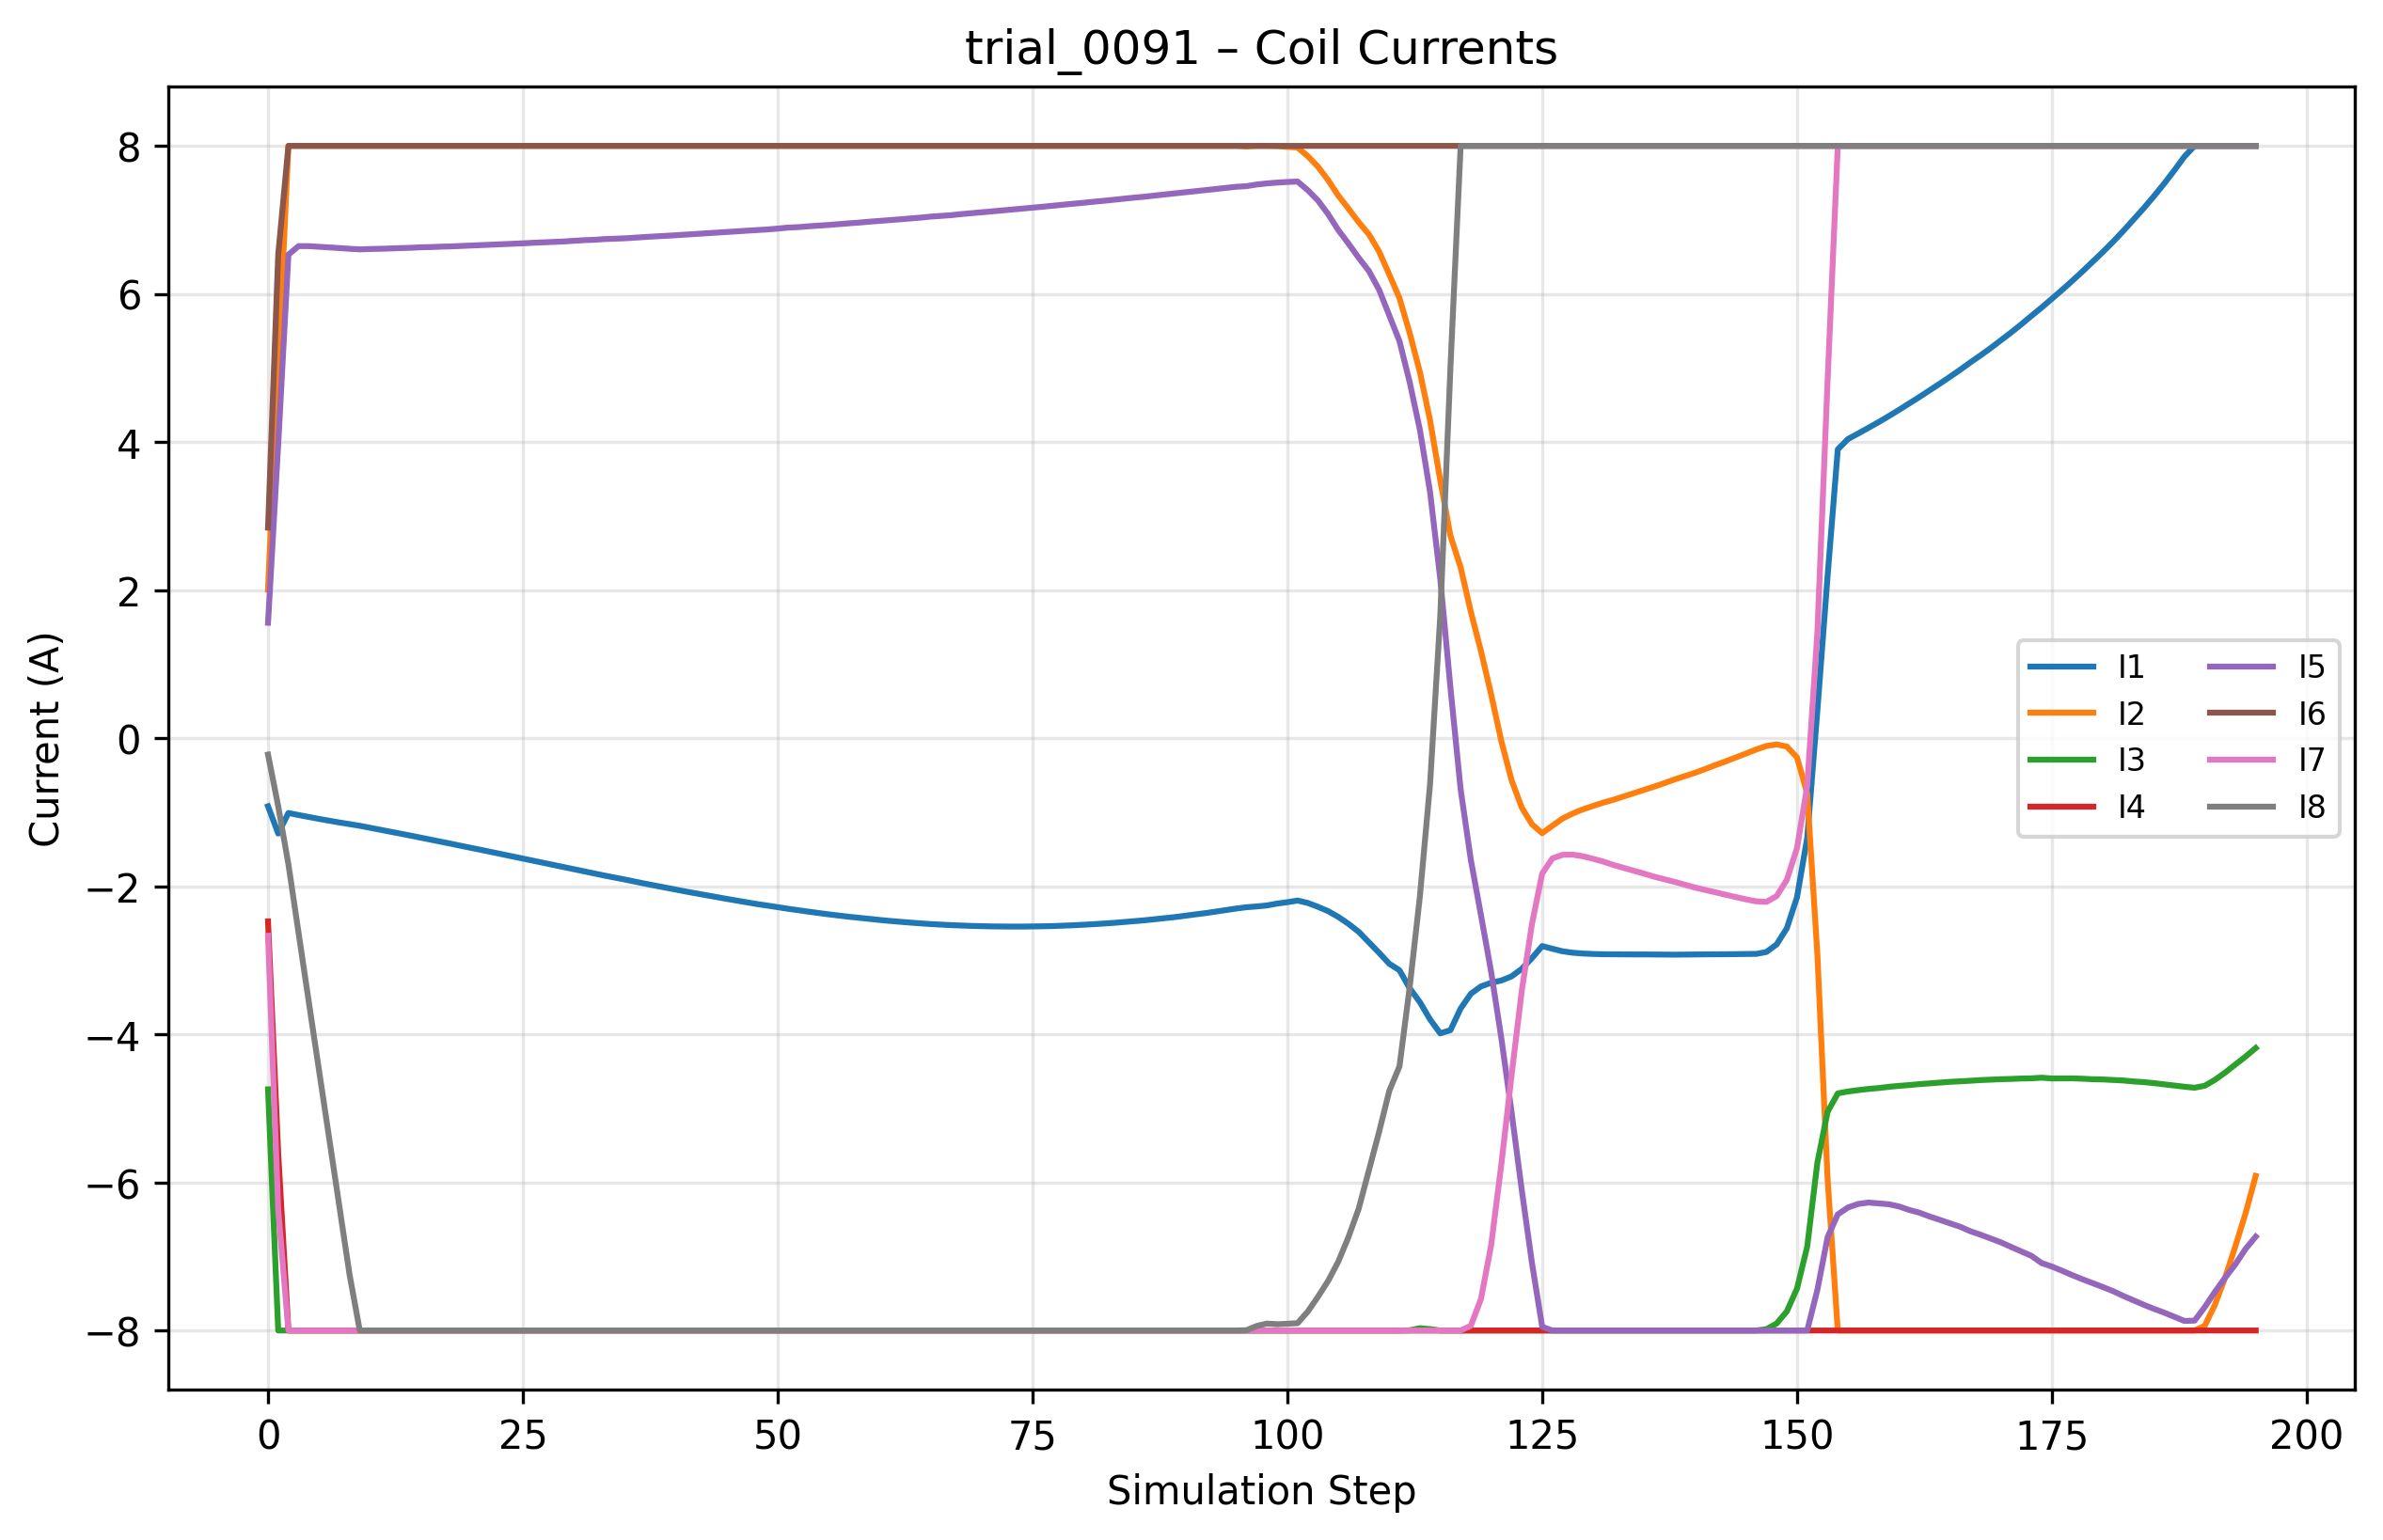 trial_0091 – Coil Currents
Current (A)
8
6
4
2
0
−2
−4
−6
−8
I1 I5
I2 I6
I3 I7
I4 I8
0 25 50 75 100 125 150 175 200
Simulation Step